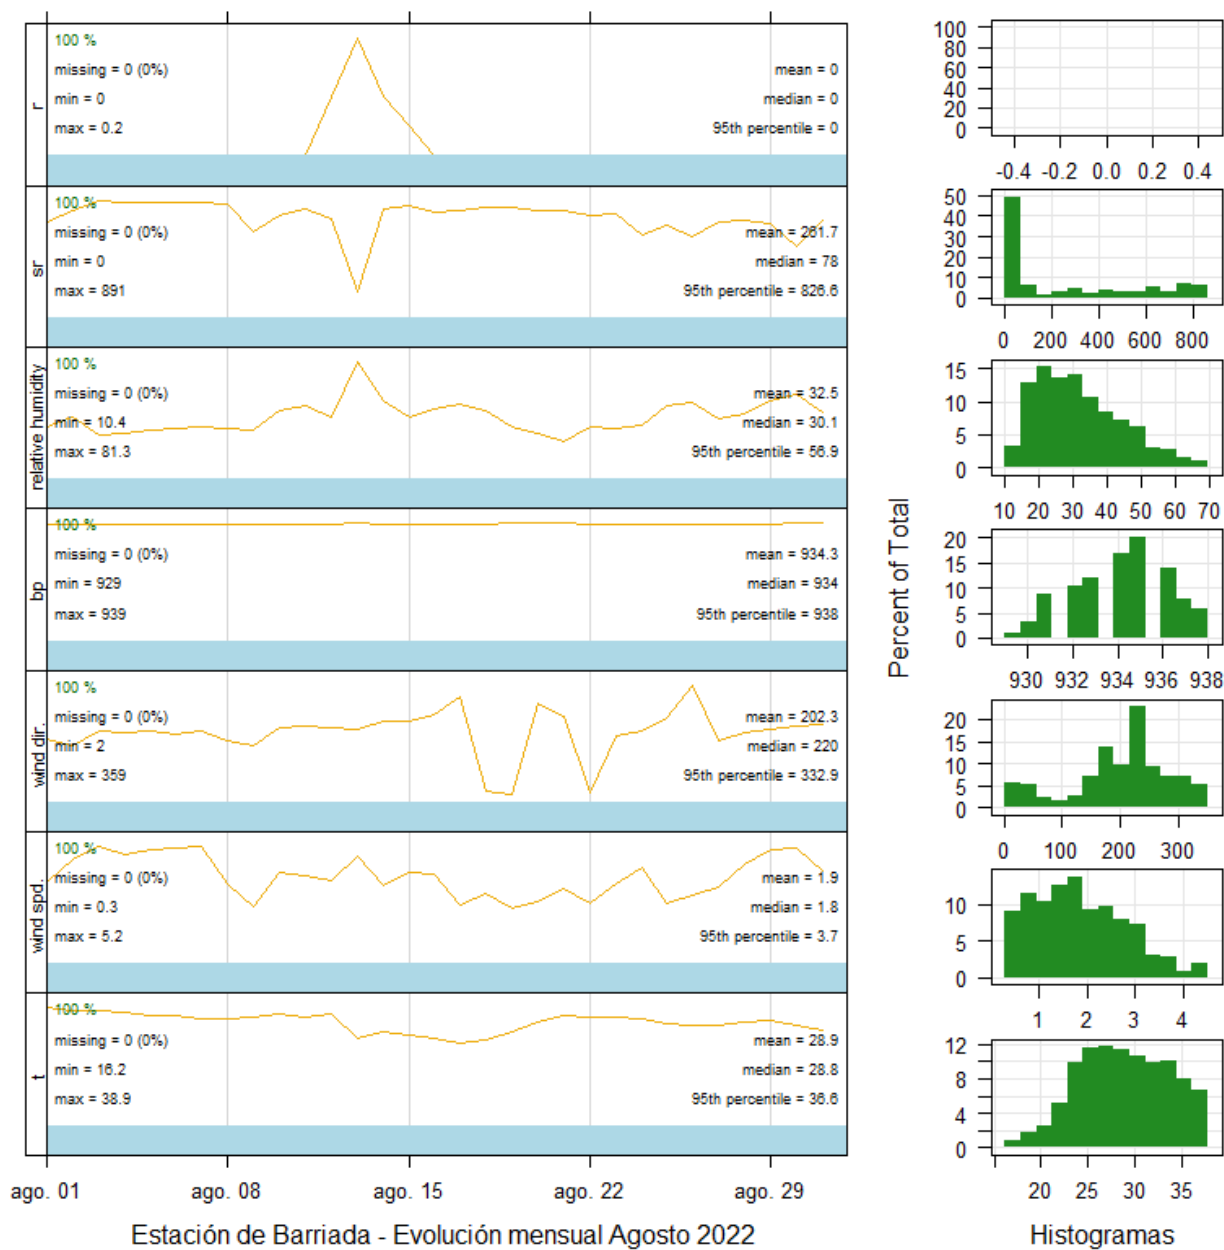 r
100 %
missing = 0 (0%)
min = 0
max = 0.2
mean = 0
median = 0
95th percentile = 0
sr
100 %
missing = 0 (0%)
min = 0
max = 891
mean = 261.7
median = 78
95th percentile = 826.6
relative humidity
100 %
missing = 0 (0%)
min = 10.4
max = 81.3
mean = 32.5
median = 30.1
95th percentile = 56.9
bp
100 %
missing = 0 (0%)
min = 929
max = 939
mean = 934.3
median = 934
95th percentile = 938
wind dir.
100 %
missing = 0 (0%)
min = 2
max = 359
mean = 202.3
median = 220
95th percentile = 332.9
wind spd.
100 %
missing = 0 (0%)
min = 0.3
max = 5.2
mean = 1.9
median = 1.8
95th percentile = 3.7
t
100 %
missing = 0 (0%)
min = 16.2
max = 38.9
mean = 28.9
median = 28.8
95th percentile = 36.6
ago. 01 ago. 08 ago. 15 ago. 22 ago. 29
Estación de Barriada - Evolución mensual Agosto 2022
Percent of Total
100
80
60
40
20
0
-0.4 -0.2 0.0 0.2 0.4
50
40
30
20
10
0
0 200 400 600 800
15
10
5
0
10 20 30 40 50 60 70
20
15
10
5
0
930 932 934 936 938
20
15
10
5
0
0 100 200 300
10
5
0
1 2 3 4
12
8
4
0
20 25 30 35
Histogramas